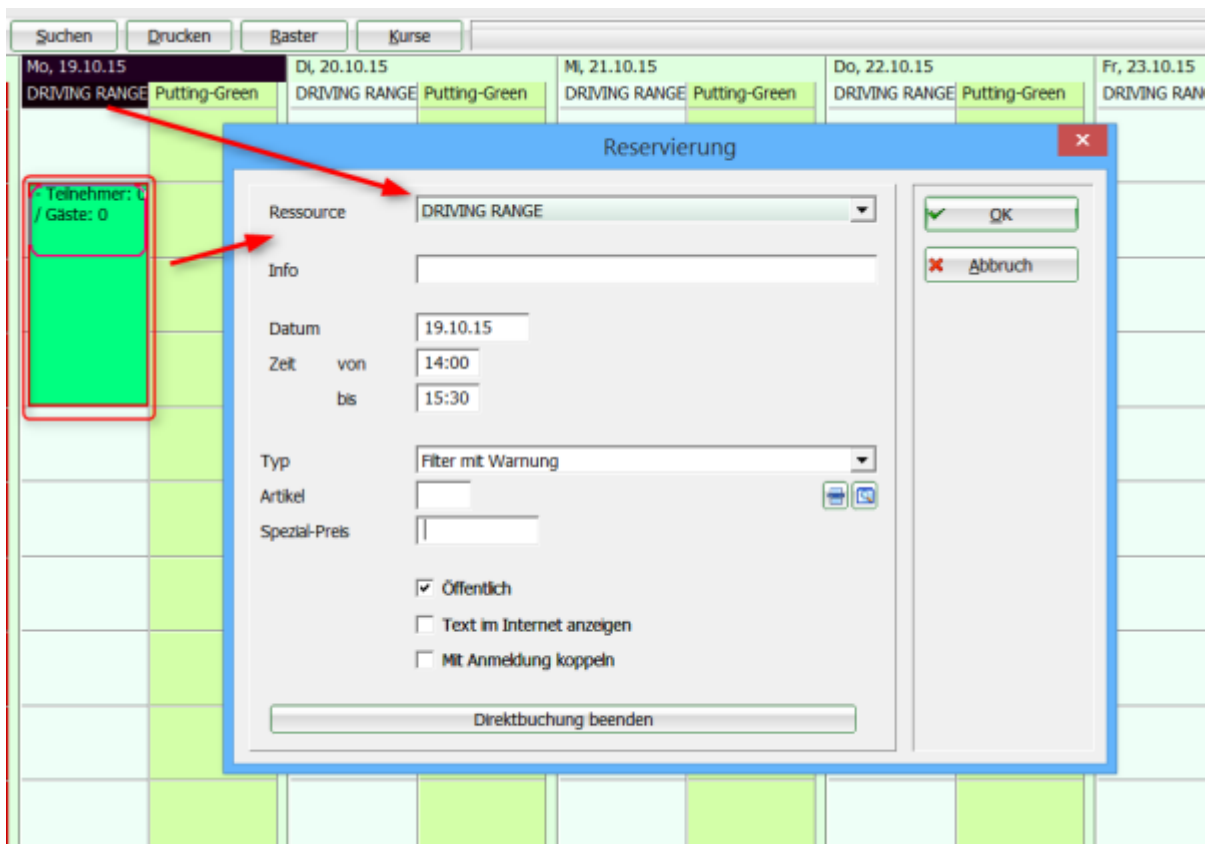 Suchen Drucken Raster Kurse
Mo, 19.10.15 Di, 20.10.15 Mi, 21.10.15 Do, 22.10.15 Fr, 23.10.15
DRIVING RANGE Putting-Green DRIVING RANGE Putting-Green DRIVING RANGE Putting-Green DRIVING RANGE Putting-Green DRIVING RAN
- Teilnehmer: 0
/ Gäste: 0
Reservierung
Ressource DRIVING RANGE
OK
Info
Abbruch
Datum 19.10.15
Zeit von 14:00
bis 15:30
Typ Filter mit Warnung
Artikel
Spezial-Preis
Öffentlich
Text im Internet anzeigen
Mit Anmeldung koppeln
Direktbuchung beenden